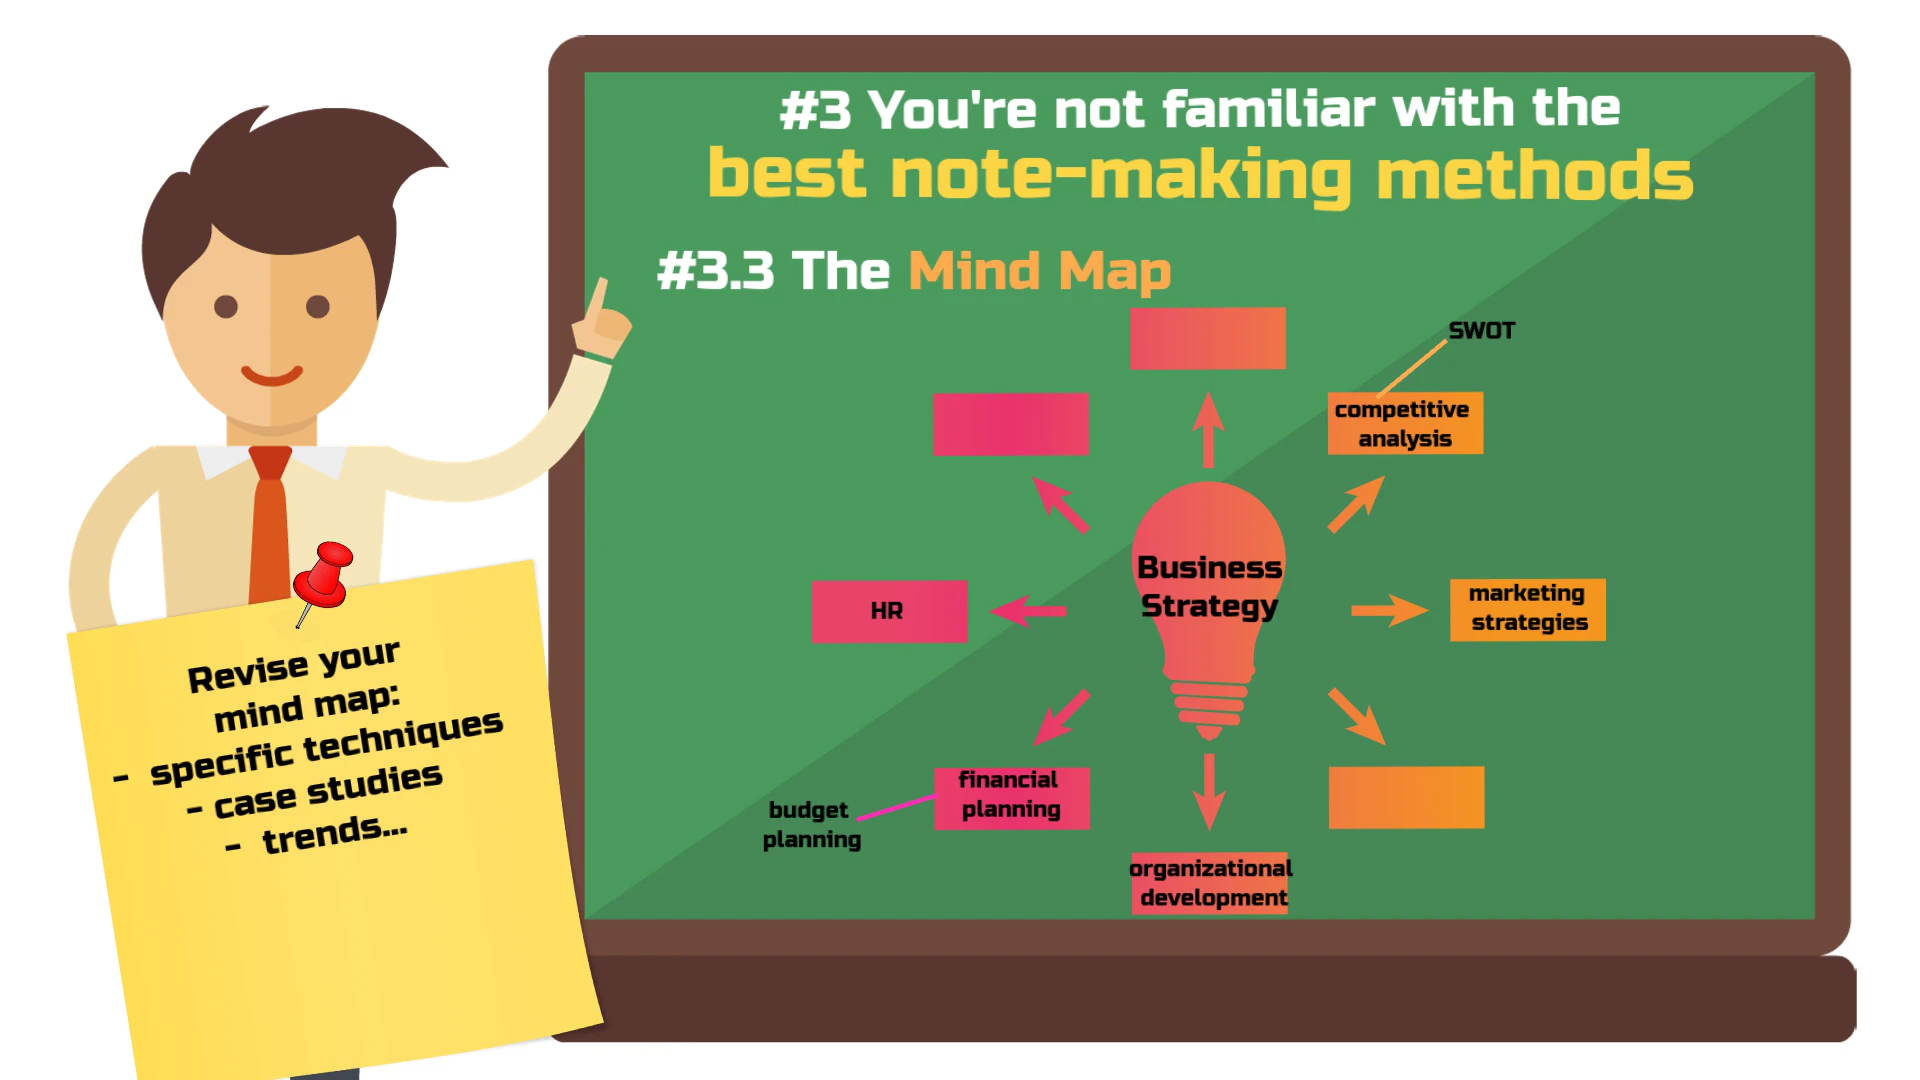 #3 You're not familiar with the
best note-making methods
#3.3 The Mind Map
SWOT
competitive
analysis
Business
Strategy
HR
marketing
strategies
financial
planning
budget
planning
organizational
development
Revise your
mind map:
- specific techniques
- case studies
- trends...